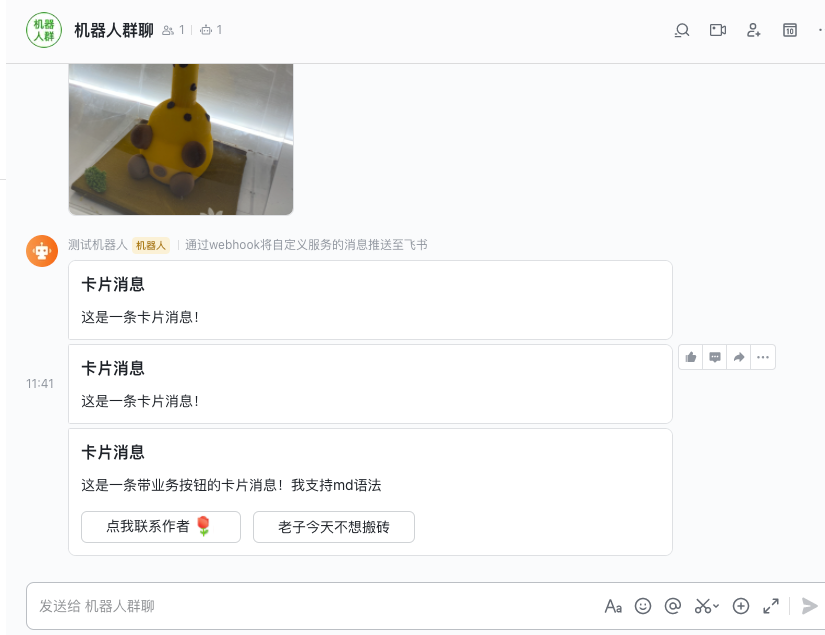 机器
人群
机器人群聊 1 1
10
测试机器人 机器人 通过webhook将自定义服务的消息推送至飞书
卡片消息
这是一条卡片消息！
卡片消息
11:41
这是一条卡片消息！
卡片消息
这是一条带业务按钮的卡片消息！我支持md语法
点我联系作者🌹 老子今天不想搬砖
发送给 机器人群聊 Aa